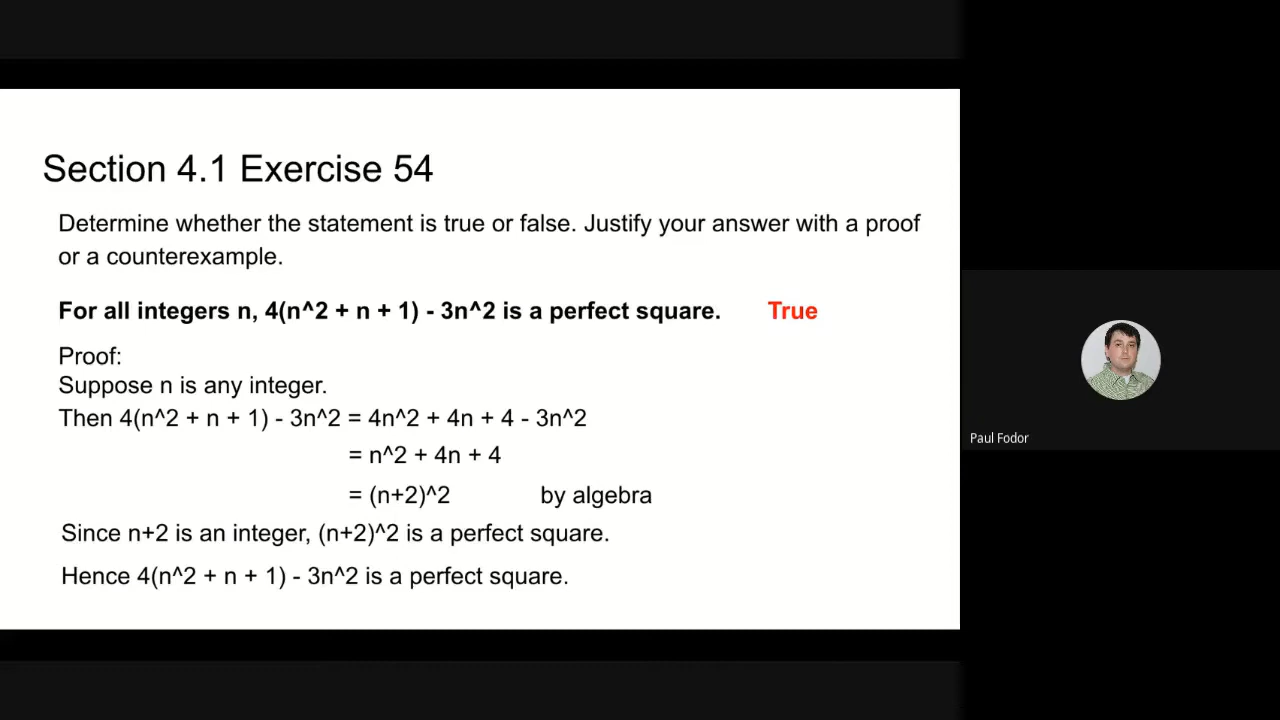 Section 4.1 Exercise 54
Determine whether the statement is true or false. Justify your answer with a proof
or a counterexample.
For all integers n, 4(n^2 + n + 1) - 3n^2 is a perfect square. True
Proof:
Suppose n is any integer.
Then 4(n^2 + n + 1) - 3n^2 = 4n^2 + 4n + 4 - 3n^2
= n^2 + 4n + 4
= (n+2)^2 by algebra
Since n+2 is an integer, (n+2)^2 is a perfect square.
Hence 4(n^2 + n + 1) - 3n^2 is a perfect square.
Paul Fodor